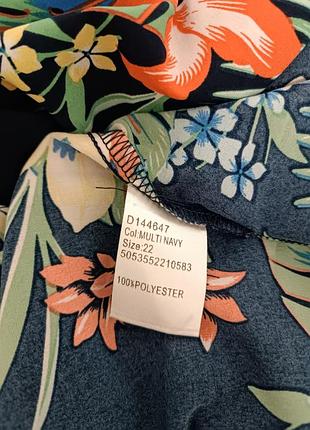 D144647
Col:MULTI NAVY
Size:22
5053552210583
100%POLYESTER